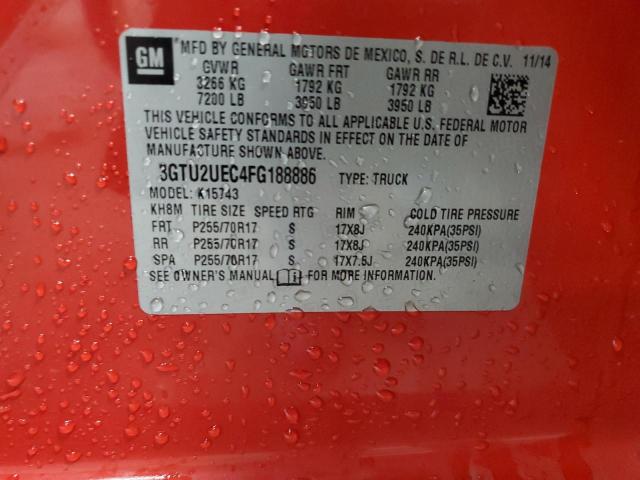 GM
MFD BY GENERAL MOTORS DE MEXICO, S. DE R.L. DE C.V. 11/14
GVWR GAWR FRT GAWR RR
3266 KG 1792 KG 1792 KG
7200 LB 3950 LB 3950 LB
THIS VEHICLE CONFORMS TO ALL APPLICABLE U.S. FEDERAL MOTOR
VEHICLE SAFETY STANDARDS IN EFFECT ON THE DATE OF
MANUFACTURE SHOWN ABOVE.
3GTU2UEC4FG188886 TYPE: TRUCK
MODEL: K15743
KH8M TIRE SIZE SPEED RTG RIM COLD TIRE PRESSURE
FRT P255/70R17 S 17X8J 240KPA(35PSI)
RR P255/70R17 S 17X8J 240KPA(35PSI)
SPA P255/70R17 S 17X7.5J 240KPA(35PSI)
SEE OWNER'S MANUAL FOR MORE INFORMATION.